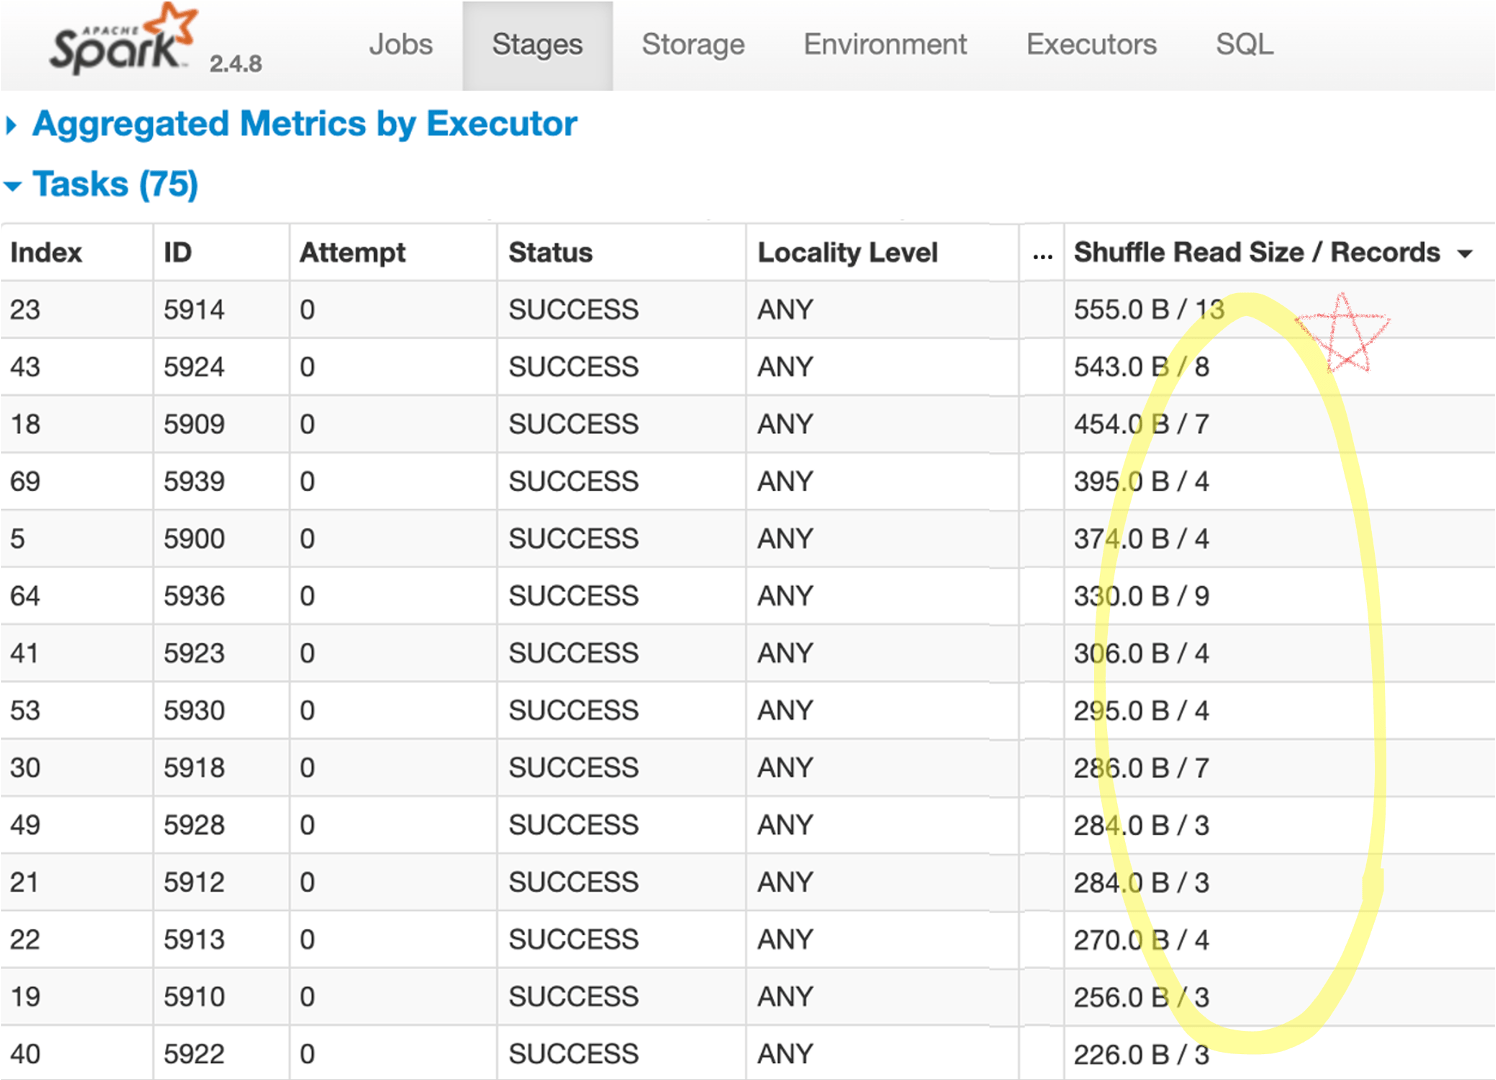 APACHE
Spark 2.4.8 Jobs Stages Storage Environment Executors SQL
Aggregated Metrics by Executor
Tasks (75)
Index ID Attempt Status Locality Level ... Shuffle Read Size / Records
23 5914 0 SUCCESS ANY 555.0 B / 13
43 5924 0 SUCCESS ANY 543.0 B / 8
18 5909 0 SUCCESS ANY 454.0 B / 7
69 5939 0 SUCCESS ANY 395.0 B / 4
5 5900 0 SUCCESS ANY 374.0 B / 4
64 5936 0 SUCCESS ANY 330.0 B / 9
41 5923 0 SUCCESS ANY 306.0 B / 4
53 5930 0 SUCCESS ANY 295.0 B / 4
30 5918 0 SUCCESS ANY 286.0 B / 7
49 5928 0 SUCCESS ANY 284.0 B / 3
21 5912 0 SUCCESS ANY 284.0 B / 3
22 5913 0 SUCCESS ANY 270.0 B / 4
19 5910 0 SUCCESS ANY 256.0 B / 3
40 5922 0 SUCCESS ANY 226.0 B / 3